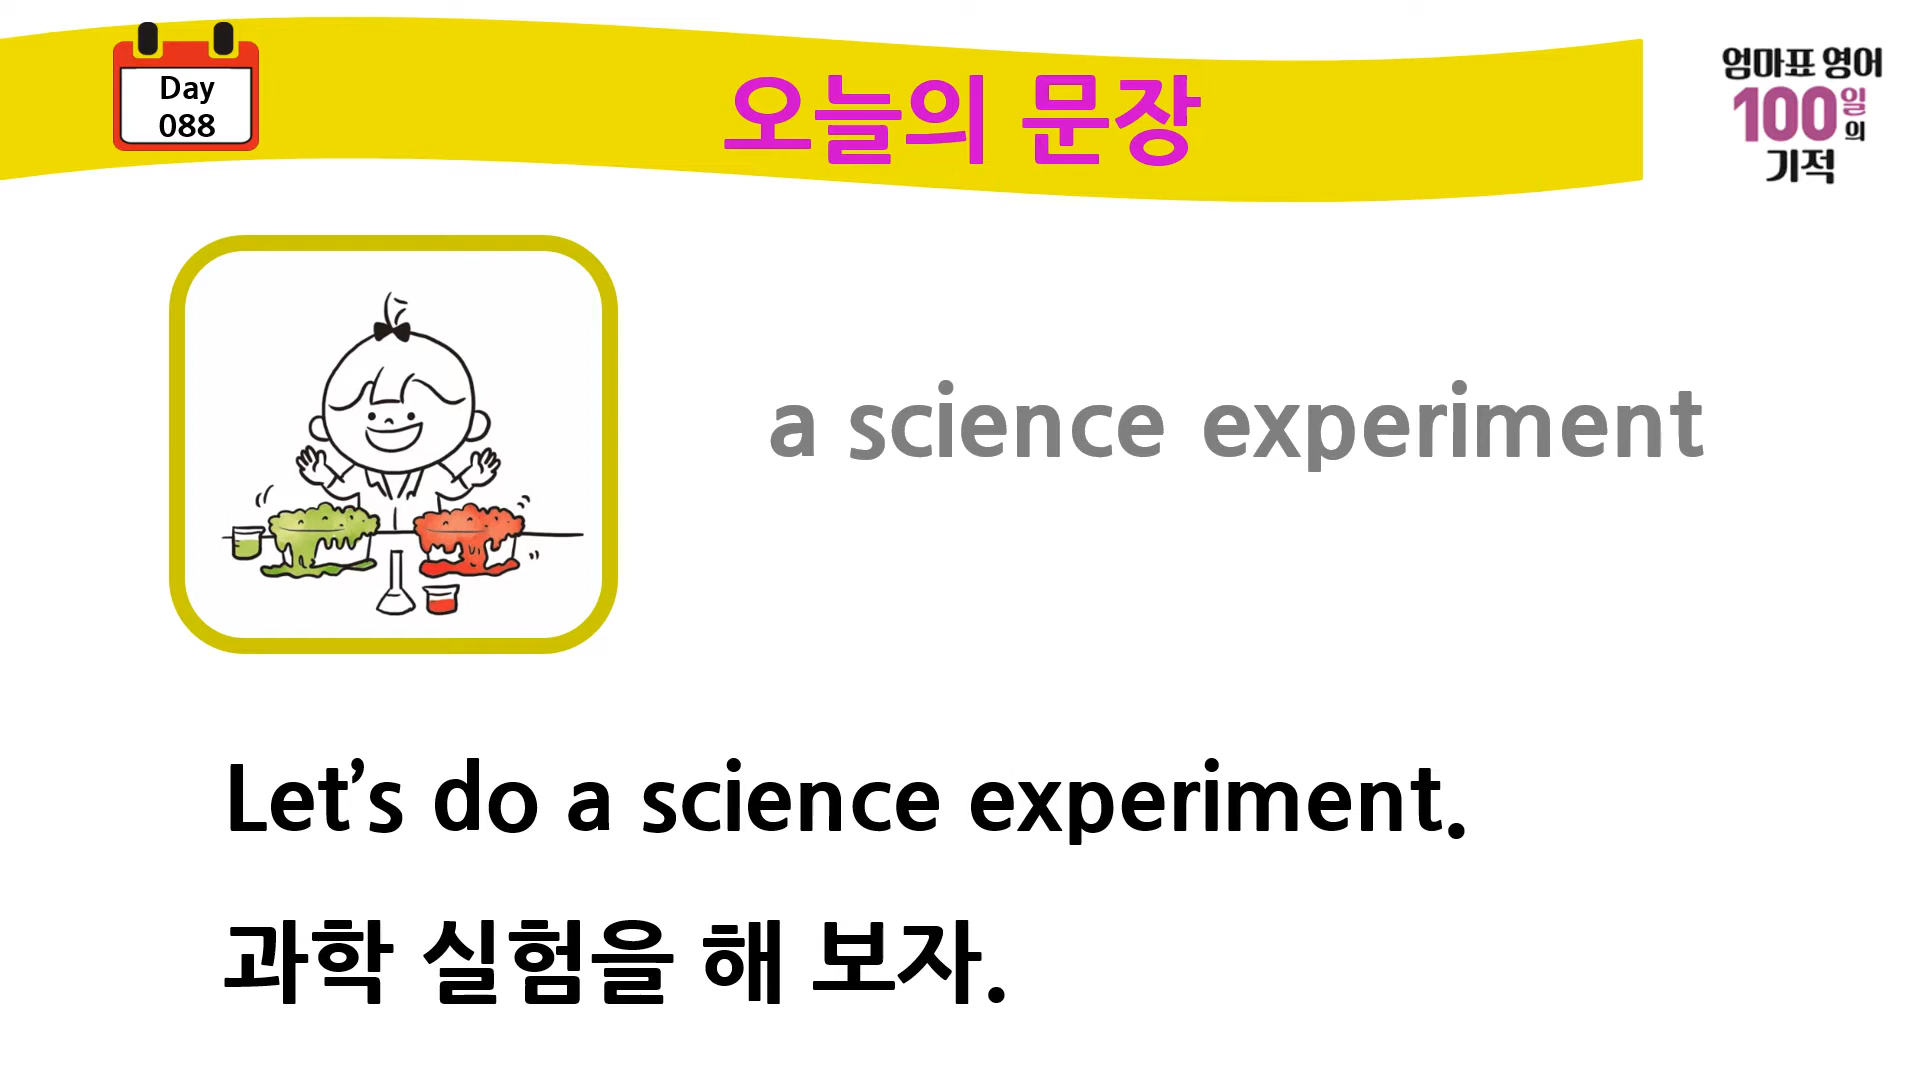 Day
088
오늘의 문장
엄마표 영어
100일의
기적
a science experiment
Let’s do a science experiment.
과학 실험을 해 보자.